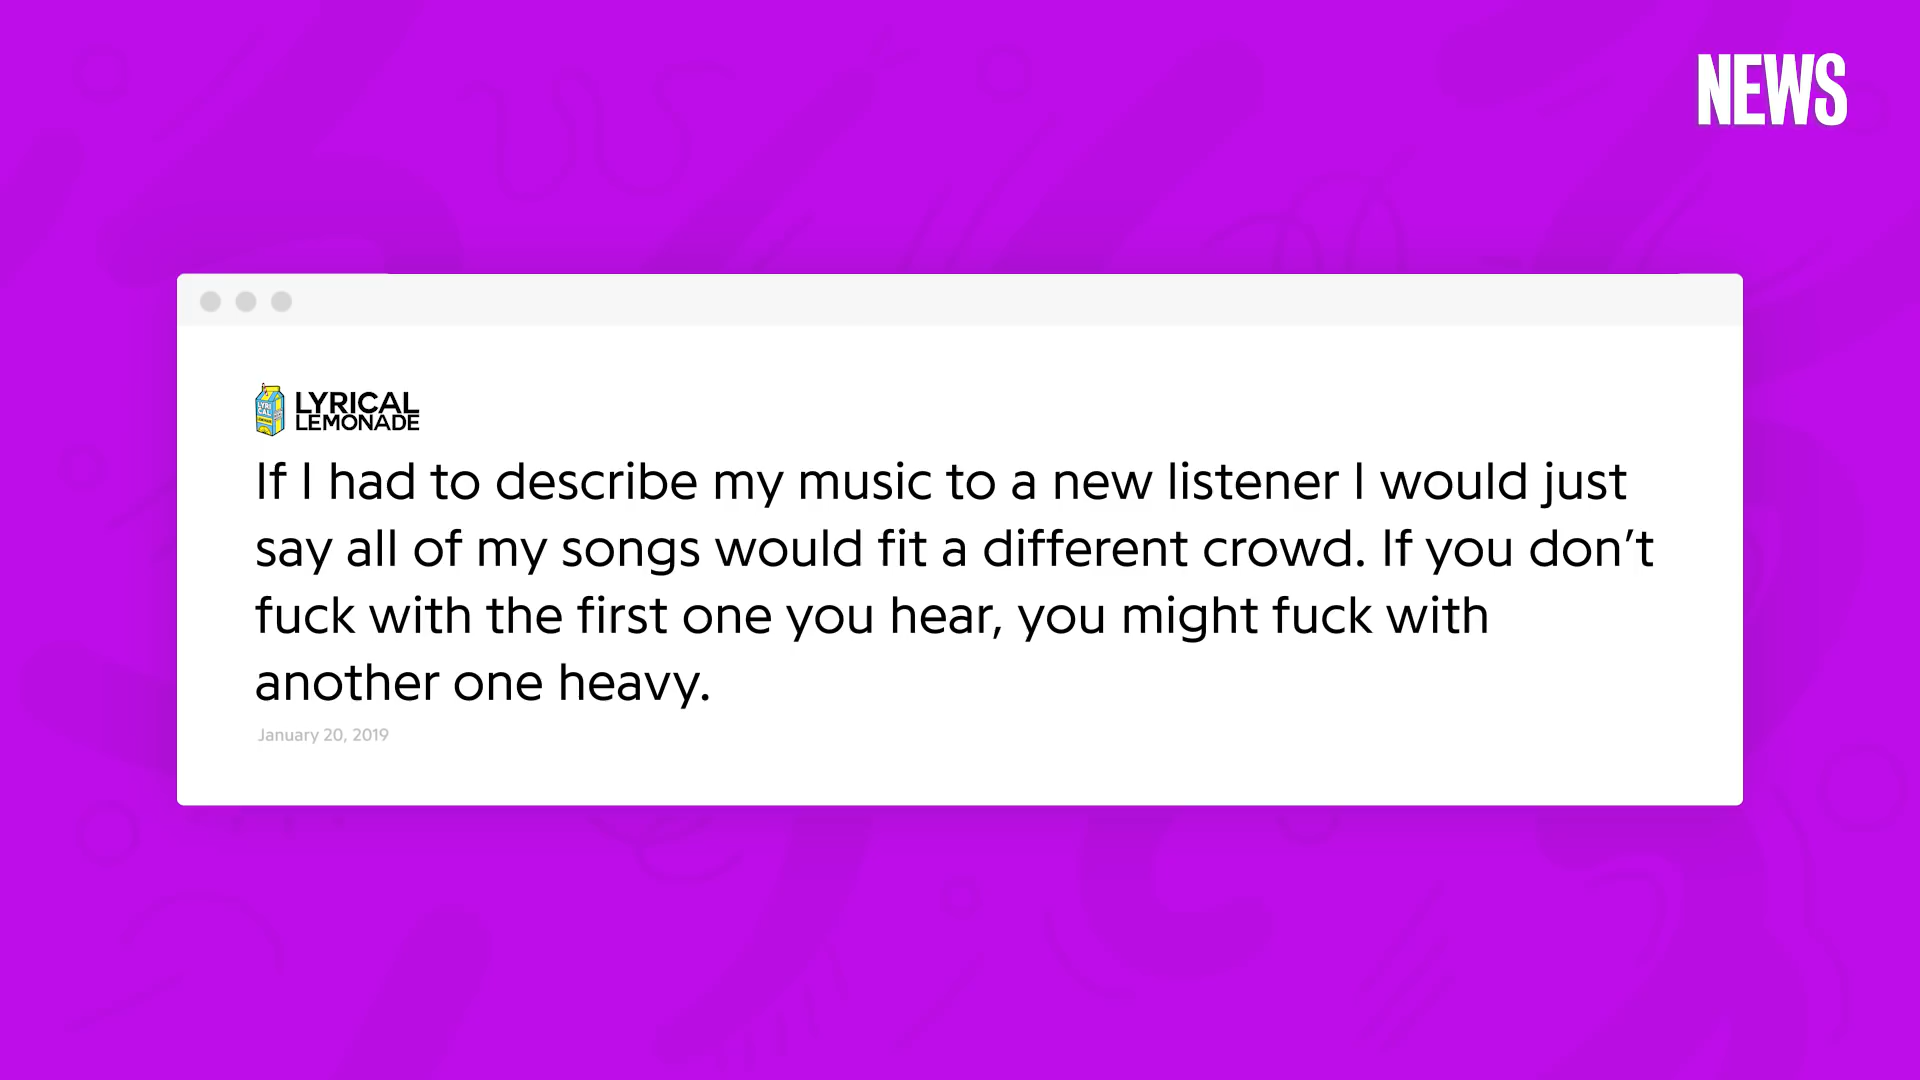 NEWS
LYRICAL
LEMONADE
If I had to describe my music to a new listener I would just
say all of my songs would fit a different crowd. If you don’t
fuck with the first one you hear, you might fuck with
another one heavy.
January 20, 2019